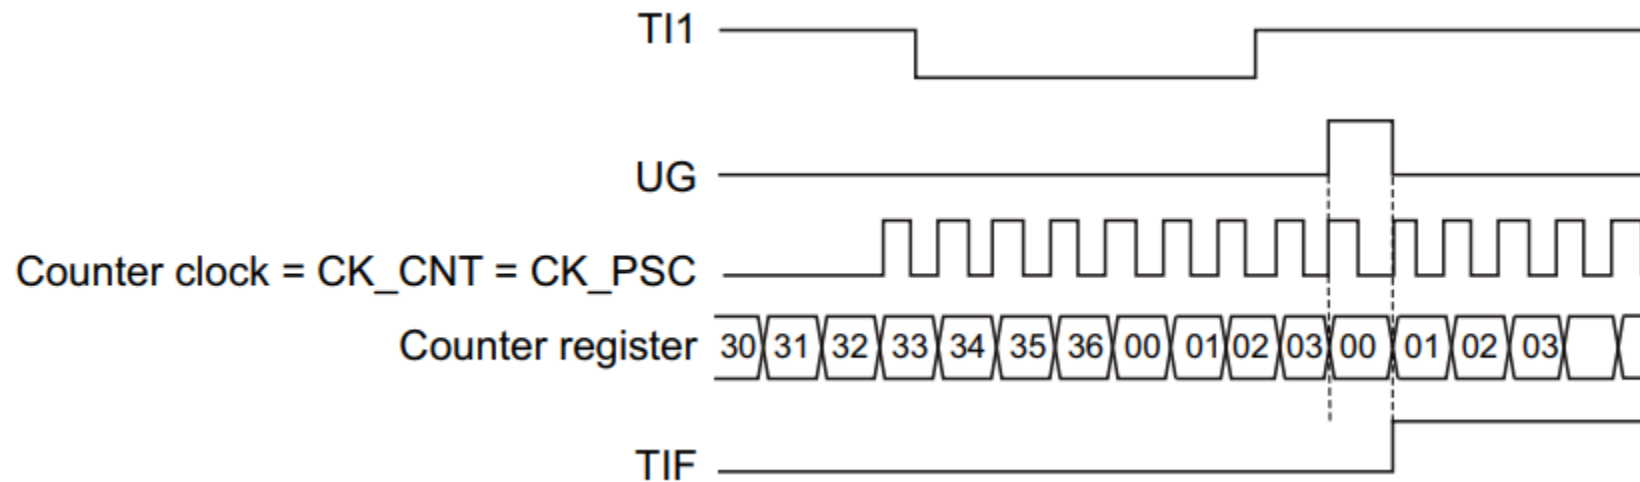 TI1
UG
Counter clock = CK_CNT = CK_PSC
Counter register 30 31 32 33 34 35 36 00 01 02 03 00 01 02 03
TIF